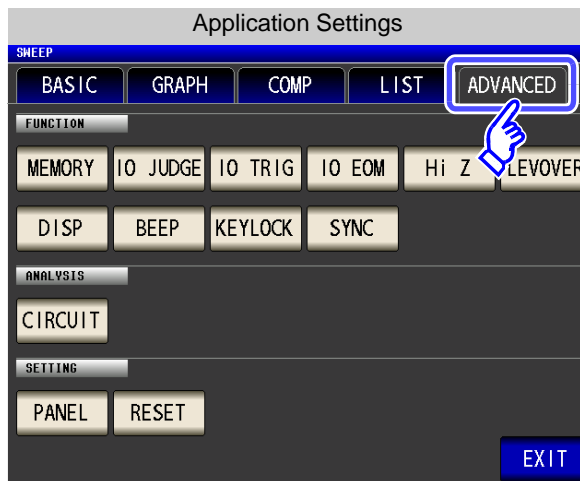 Application Settings
SWEEP
BASIC GRAPH COMP LIST ADVANCED
FUNCTION
MEMORY IO JUDGE IO TRIG IO EOM Hi Z LEVOVER
DISP BEEP KEYLOCK SYNC
ANALYSIS
CIRCUIT
SETTING
PANEL RESET
EXIT